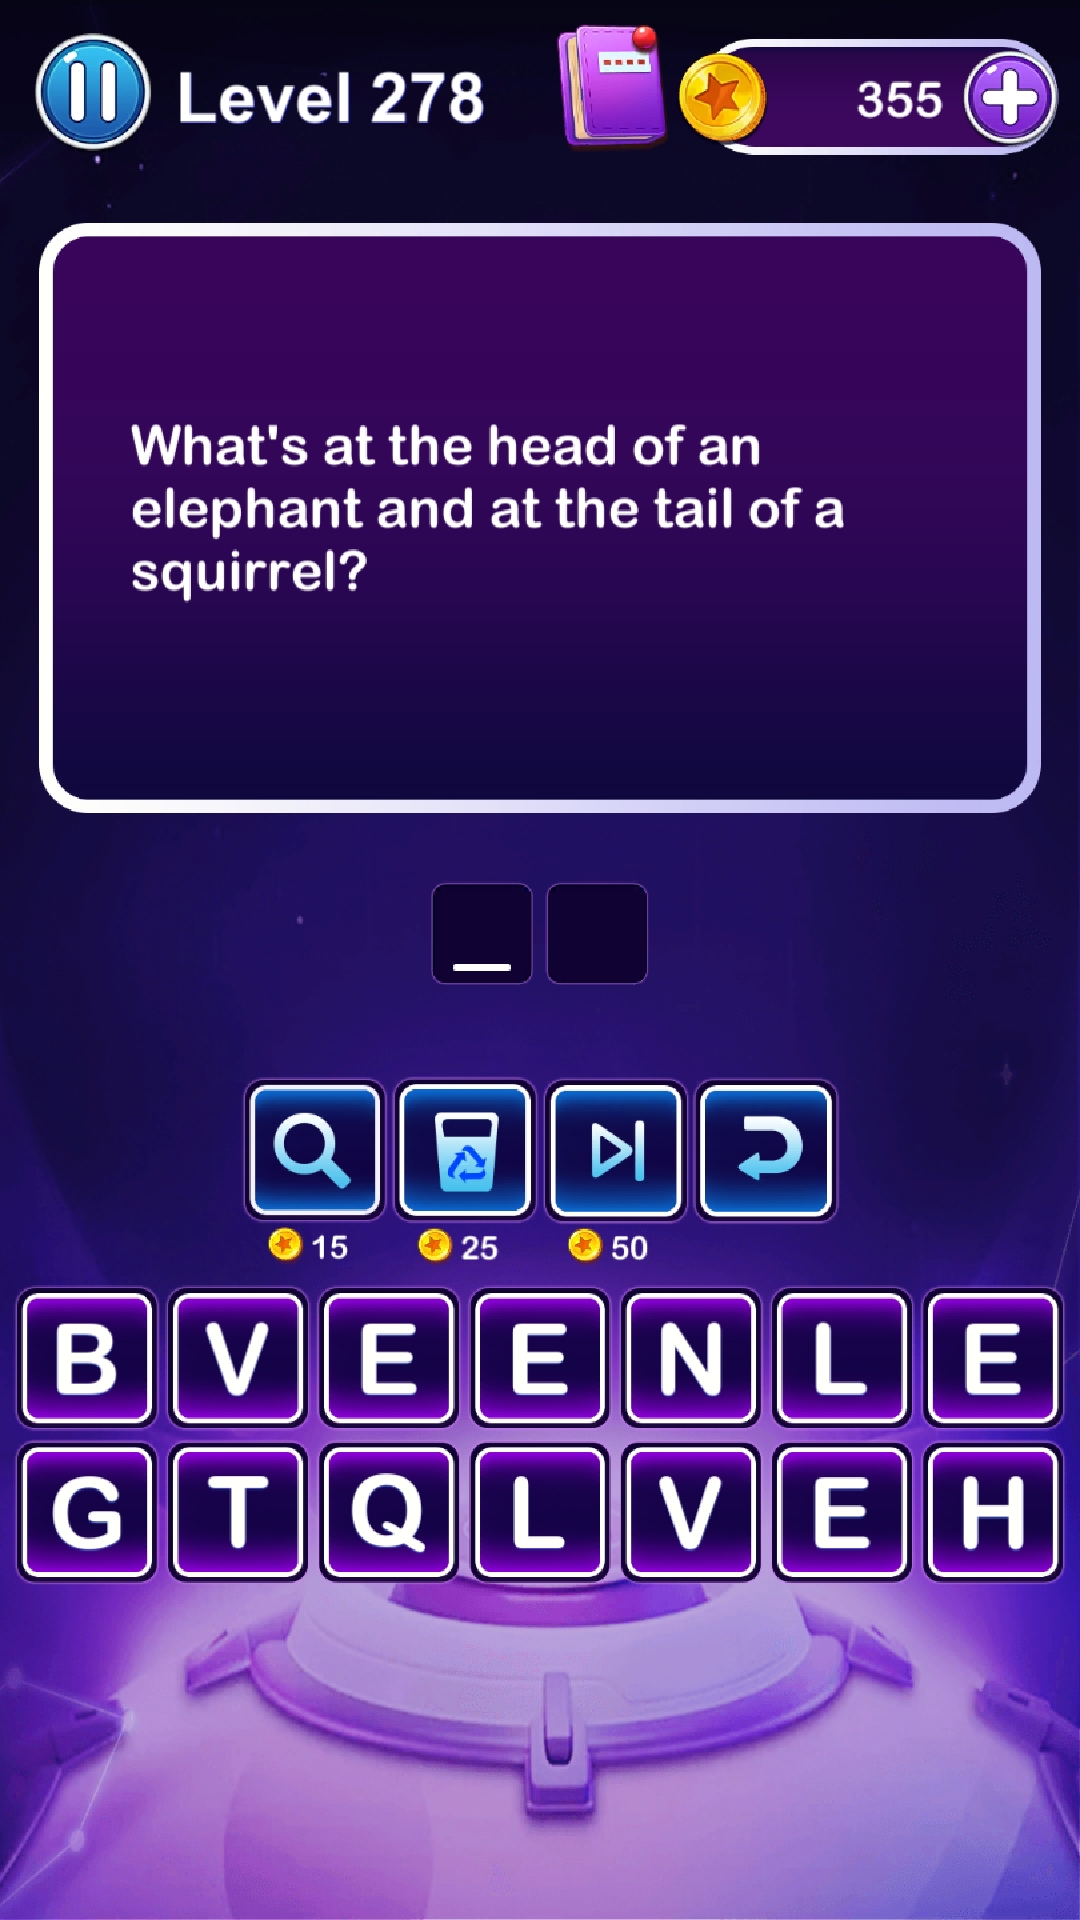 Level 278
355
What's at the head of an
elephant and at the tail of a
squirrel?
15 25 50
B V E E N L E
G T Q L V E H